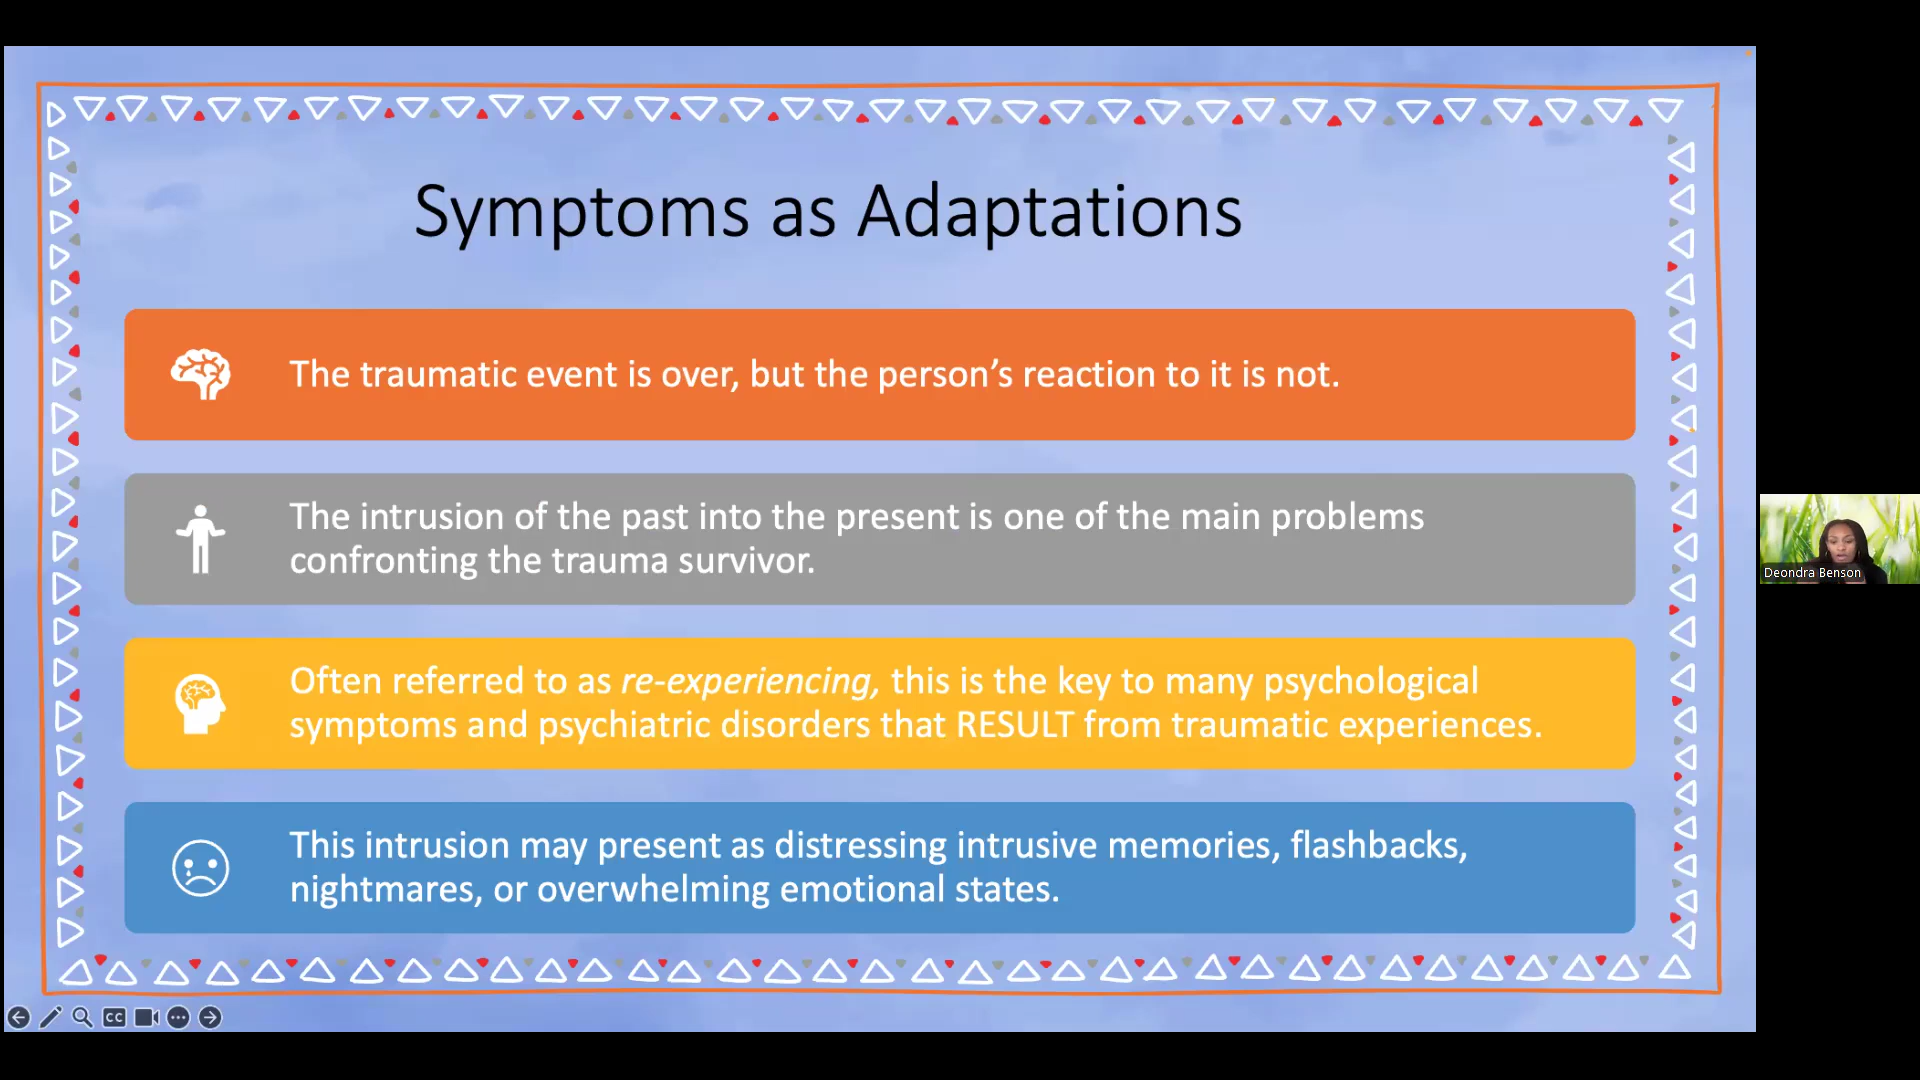 Symptoms as Adaptations
The traumatic event is over, but the person’s reaction to it is not.
The intrusion of the past into the present is one of the main problems
confronting the trauma survivor.
Often referred to as re-experiencing, this is the key to many psychological
symptoms and psychiatric disorders that RESULT from traumatic experiences.
This intrusion may present as distressing intrusive memories, flashbacks,
nightmares, or overwhelming emotional states.
Deondra Benson
CC